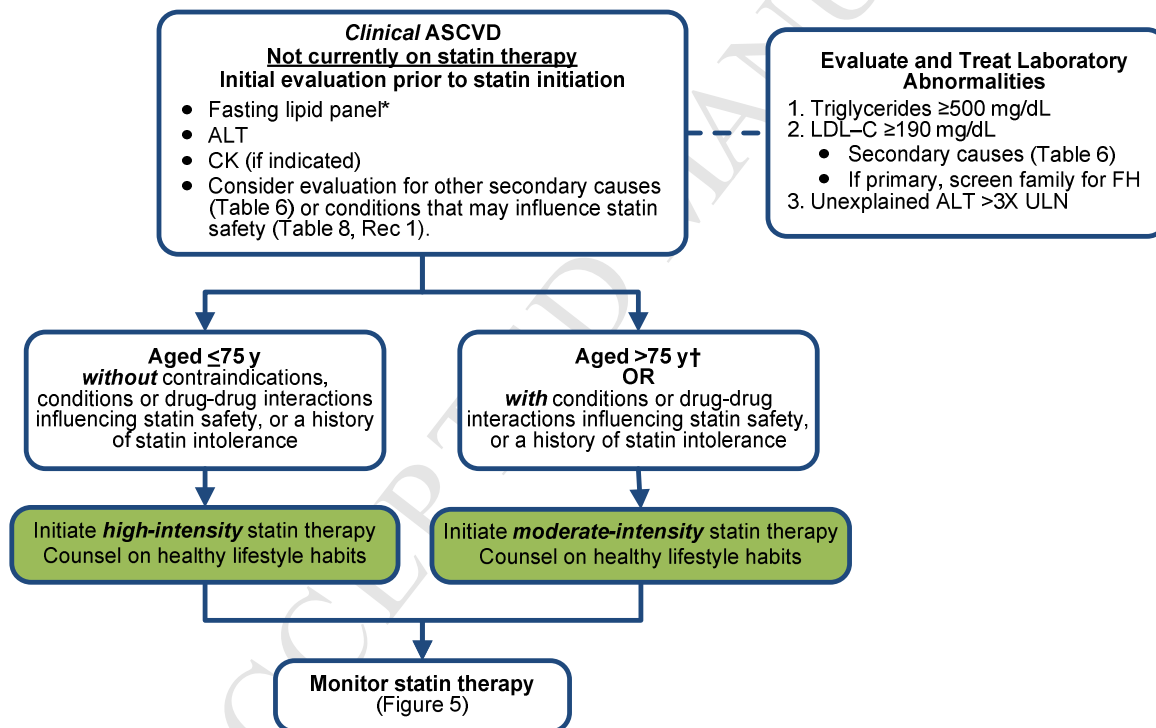 Clinical ASCVD
Not currently on statin therapy
Initial evaluation prior to statin initiation
• Fasting lipid panel*
• ALT
• CK (if indicated)
• Consider evaluation for other secondary causes
(Table 6) or conditions that may influence statin
safety (Table 8, Rec 1).
Evaluate and Treat Laboratory
Abnormalities
1. Triglycerides ≥500 mg/dL
2. LDL–C ≥190 mg/dL
• Secondary causes (Table 6)
• If primary, screen family for FH
3. Unexplained ALT >3X ULN
Aged ≤75 y
without contraindications,
conditions or drug-drug interactions
influencing statin safety, or a history
of statin intolerance
Aged >75 y†
OR
with conditions or drug-drug
interactions influencing statin safety,
or a history of statin intolerance
Initiate high-intensity statin therapy
Counsel on healthy lifestyle habits
Initiate moderate-intensity statin therapy
Counsel on healthy lifestyle habits
Monitor statin therapy
(Figure 5)